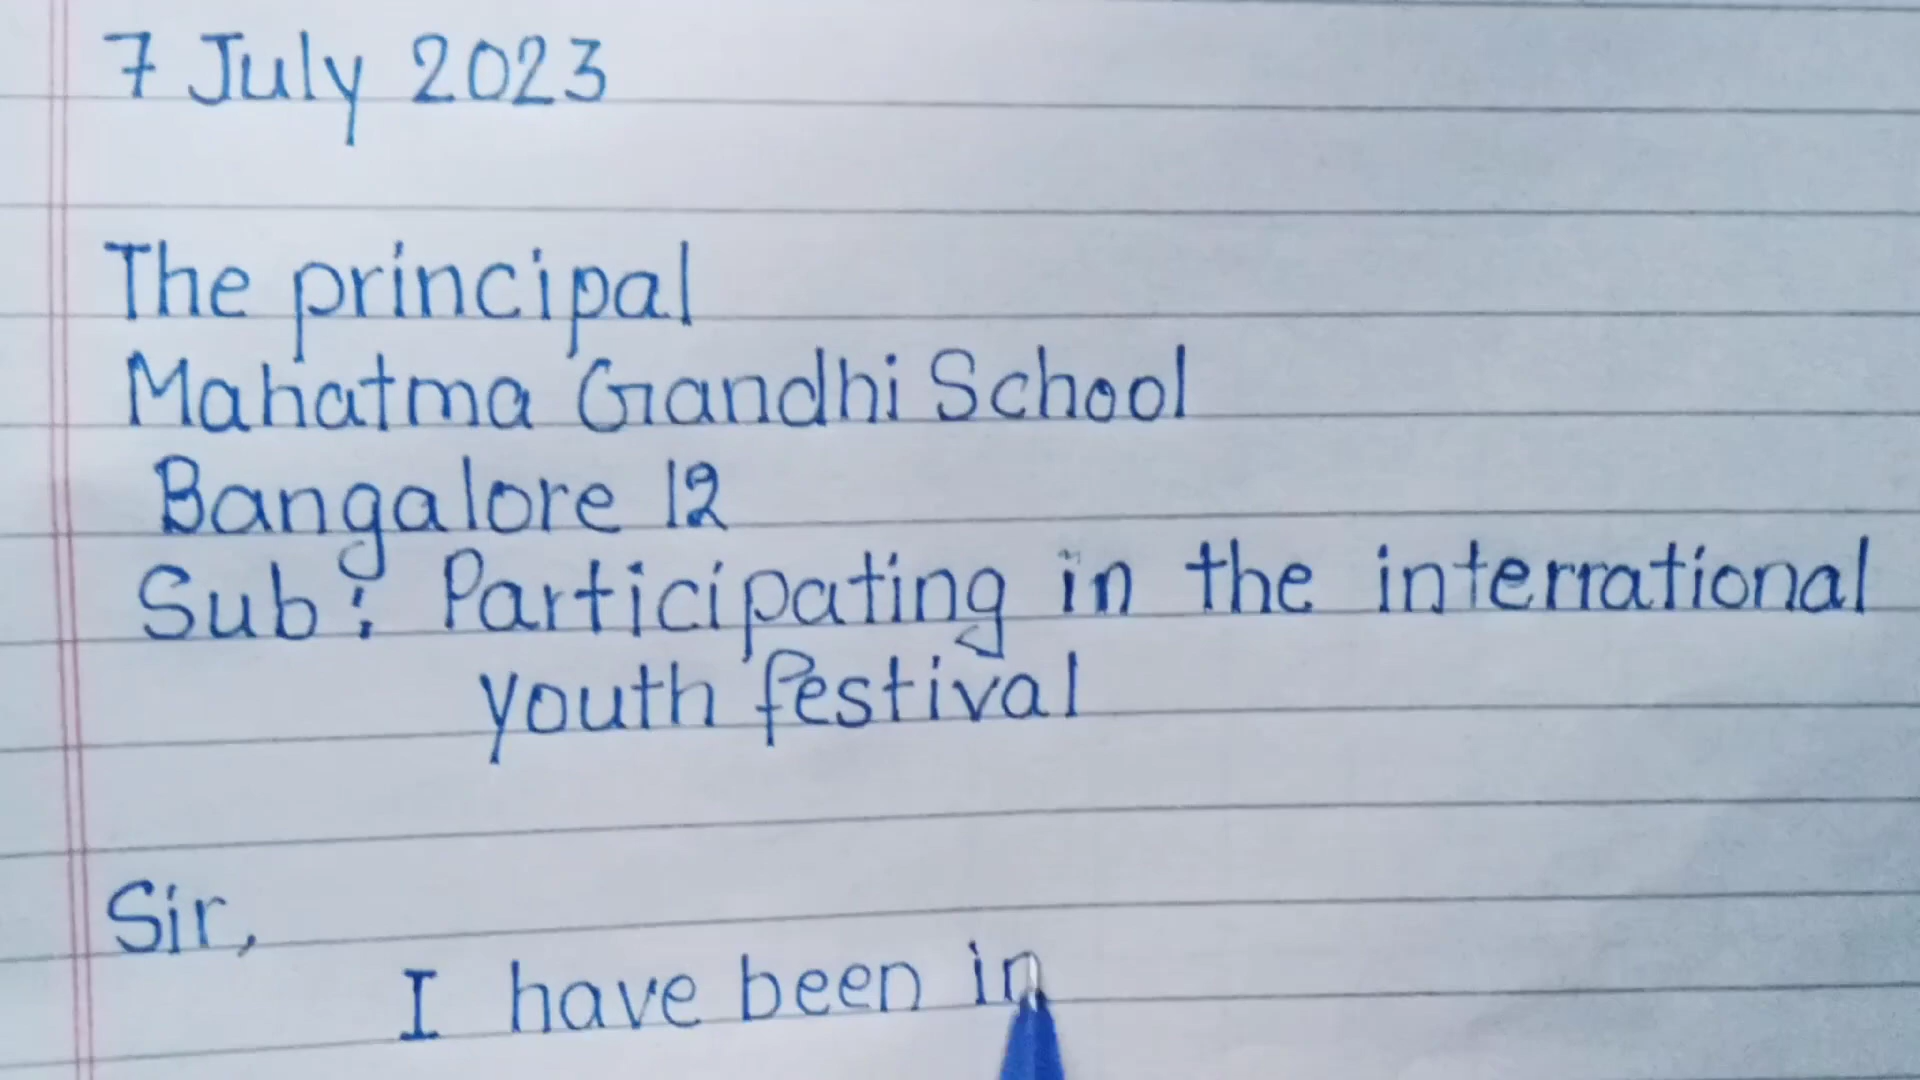 7 July 2023
The principal
Mahatma Gandhi School
Bangalore 12
Sub: Participating in the interrational
youth festival
Sir,
I have been in